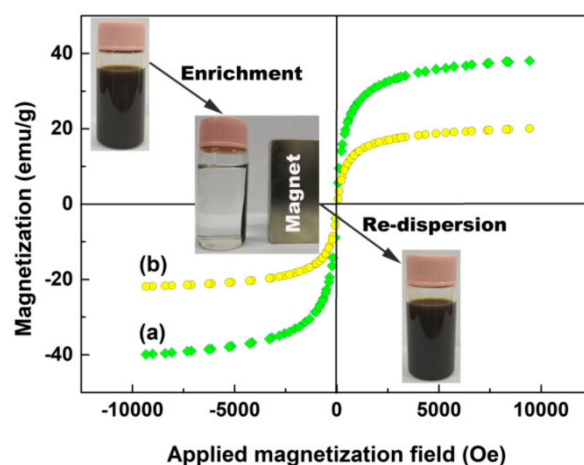 Magnetization (emu/g)
40
20
0
-20
-40
Enrichment
Magnet
Re-dispersion
(b)
(a)
-10000
-5000
0
5000
10000
Applied magnetization field (Oe)